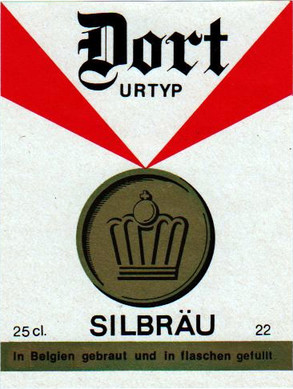 Dort
URTYP
25 cl.
SILBRÄU
22
In Belgien gebraut und in flaschen gefüllt